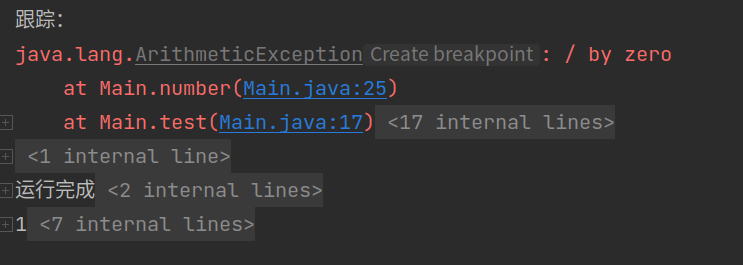 跟踪：
java.lang.ArithmeticException Create breakpoint : / by zero
at Main.number(Main.java:25)
at Main.test(Main.java:17) <17 internal lines>
<1 internal line>
运行完成 <2 internal lines>
1 <7 internal lines>